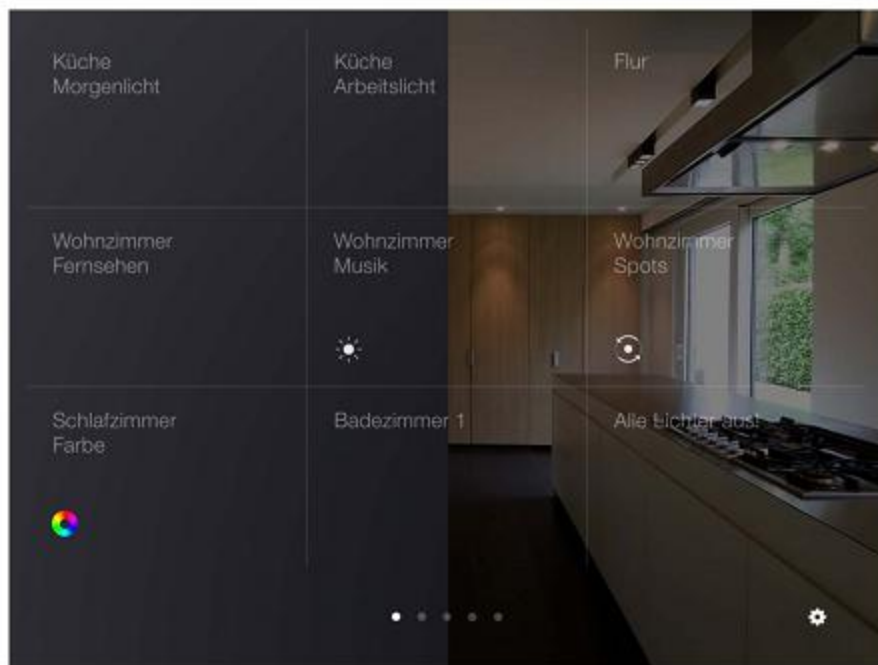 Küche
Morgenlicht
Küche
Arbeitslicht
Flur
Wohnzimmer
Fernsehen
Wohnzimmer
Musik
Wohnzimmer
Spots
Schlafzimmer
Farbe
Badezimmer 1
Alle Lichter aus!